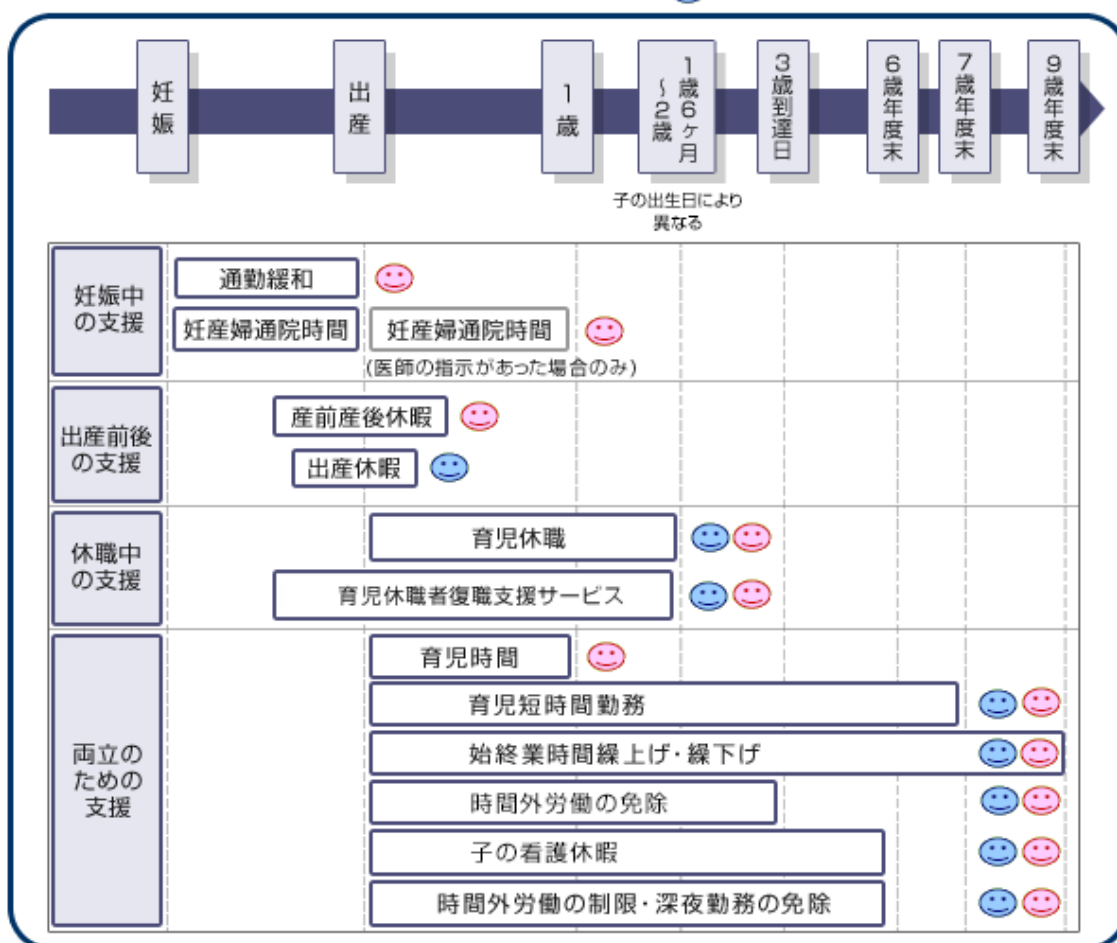 妊娠
出産
1歳
1歳6ヶ月
～2歳
3歳到達日
6歳年度末
7歳年度末
9歳年度末
子の出生日により
異なる
妊娠中
の支援
通勤緩和
妊産婦通院時間
妊産婦通院時間
(医師の指示があった場合のみ)
出産前後
の支援
産前産後休暇
出産休暇
休職中
の支援
育児休職
育児休職者復職支援サービス
両立の
ための
支援
育児時間
育児短時間勤務
始終業時間繰上げ・繰下げ
時間外労働の免除
子の看護休暇
時間外労働の制限・深夜勤務の免除